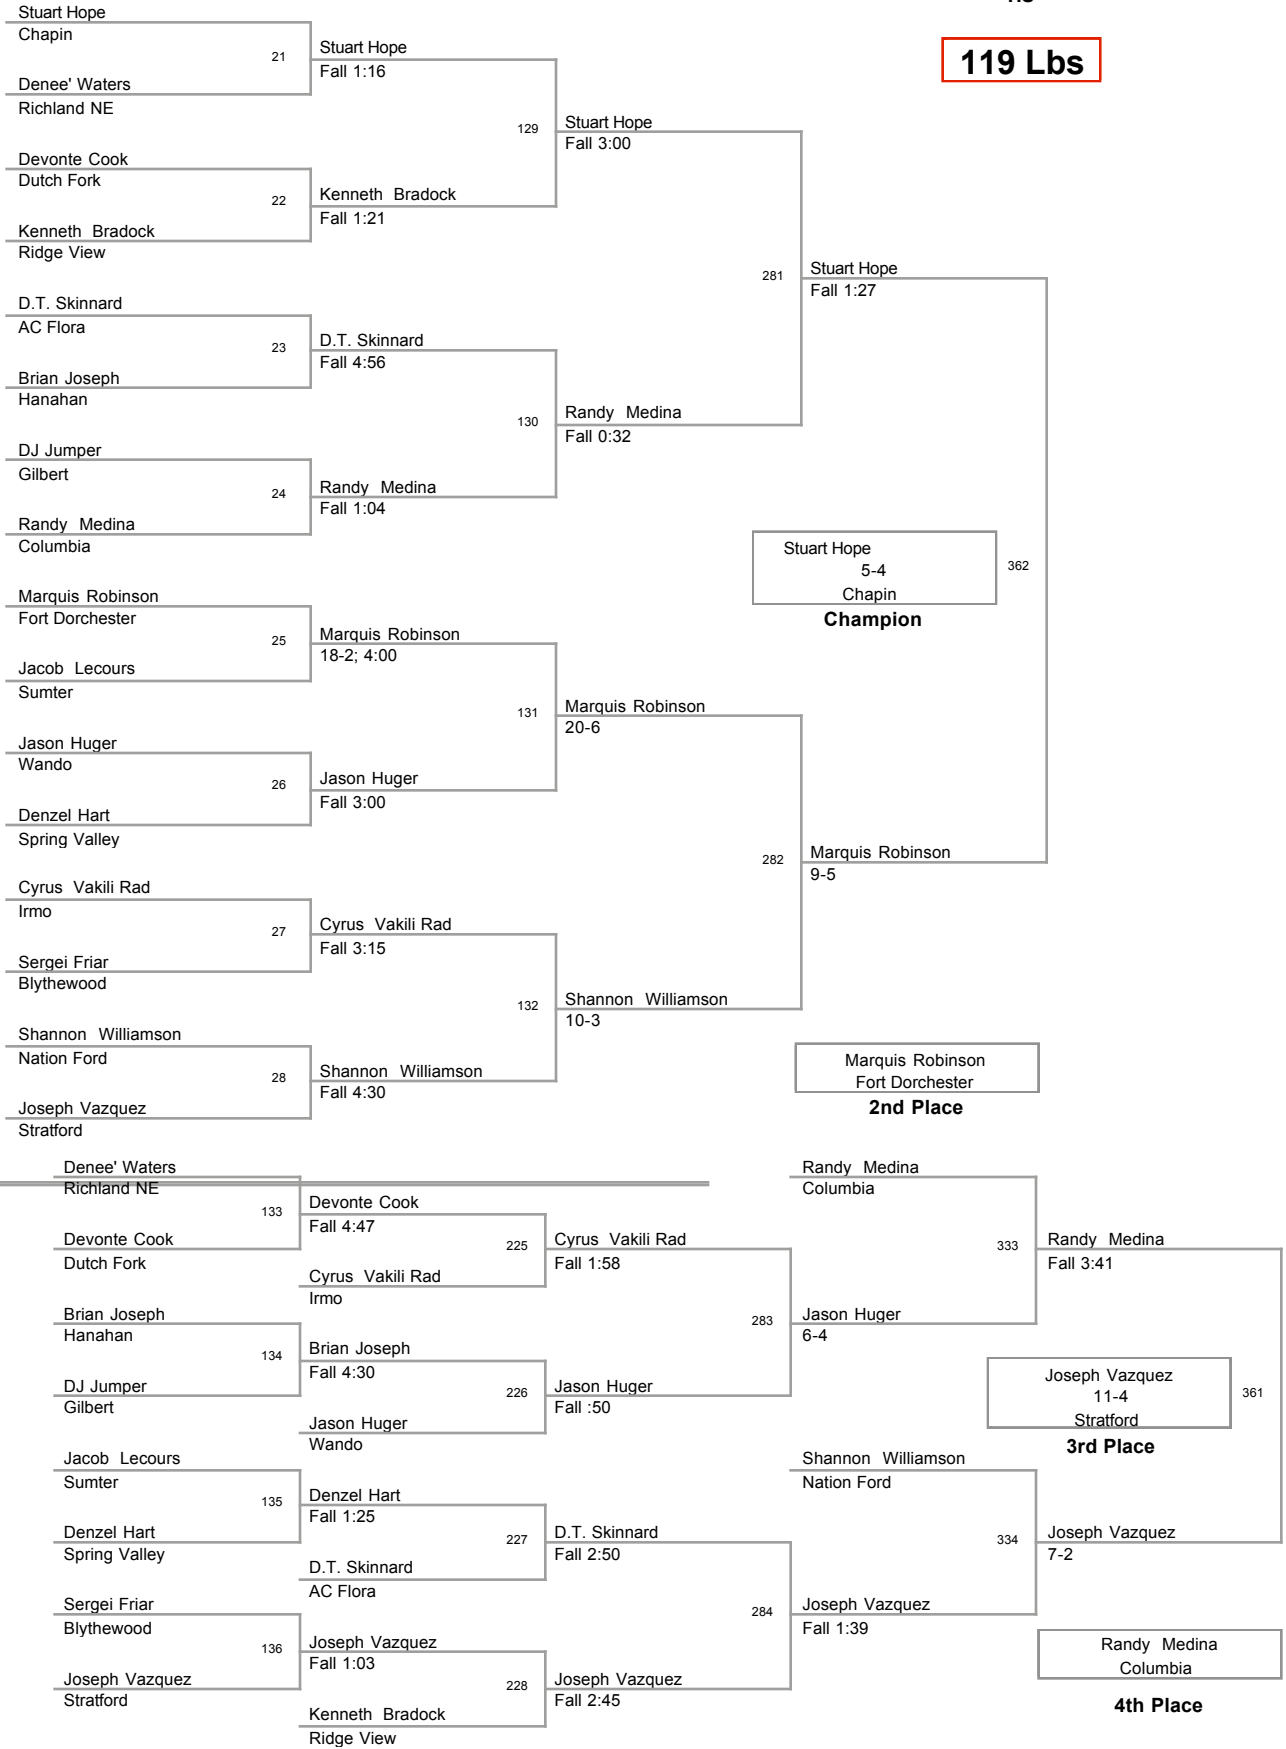 119 Lbs
Stuart Hope
Chapin
21
Denee' Waters
Richland NE
Stuart Hope
Fall 1:16
Devonte Cook
Dutch Fork
22
Kenneth Bradock
Ridge View
Kenneth Bradock
Fall 1:21
129
Stuart Hope
Fall 3:00
D.T. Skinnard
AC Flora
23
Brian Joseph
Hanahan
D.T. Skinnard
Fall 4:56
DJ Jumper
Gilbert
24
Randy Medina
Columbia
Randy Medina
Fall 1:04
130
Randy Medina
Fall 0:32
281
Stuart Hope
Fall 1:27
Marquis Robinson
Fort Dorchester
25
Jacob Lecours
Sumter
Marquis Robinson
18-2; 4:00
Jason Huger
Wando
26
Denzel Hart
Spring Valley
Jason Huger
Fall 3:00
131
Marquis Robinson
20-6
Cyrus Vakili Rad
Irmo
27
Sergei Friar
Blythewood
Cyrus Vakili Rad
Fall 3:15
Shannon Williamson
Nation Ford
28
Joseph Vazquez
Stratford
Shannon Williamson
Fall 4:30
132
Shannon Williamson
10-3
282
Marquis Robinson
9-5
Stuart Hope
5-4
Chapin
Champion
362
Marquis Robinson
Fort Dorchester
2nd Place
Denee' Waters
Richland NE
133
Devonte Cook
Dutch Fork
Devonte Cook
Fall 4:47
225
Cyrus Vakili Rad
Irmo
Cyrus Vakili Rad
Fall 1:58
Brian Joseph
Hanahan
134
DJ Jumper
Gilbert
Brian Joseph
Fall 4:30
226
Jason Huger
Wando
Jason Huger
Fall :50
283
Jason Huger
6-4
Randy Medina
Columbia
333
Randy Medina
Fall 3:41
Jacob Lecours
Sumter
135
Denzel Hart
Spring Valley
Denzel Hart
Fall 1:25
227
D.T. Skinnard
AC Flora
D.T. Skinnard
Fall 2:50
Sergei Friar
Blythewood
136
Joseph Vazquez
Stratford
Joseph Vazquez
Fall 1:03
228
Kenneth Bradock
Ridge View
Joseph Vazquez
Fall 2:45
284
Joseph Vazquez
Fall 1:39
Shannon Williamson
Nation Ford
334
Joseph Vazquez
7-2
Joseph Vazquez
11-4
Stratford
3rd Place
361
Randy Medina
Columbia
4th Place